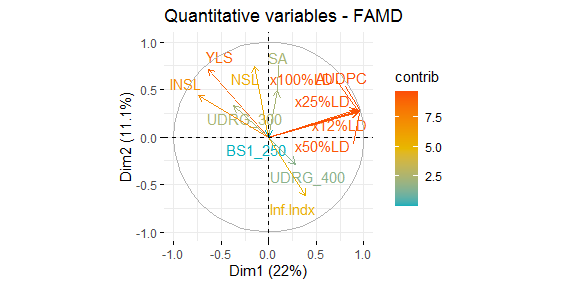 Quantitative variables - FAMD
1.0
0.5
0.0
-0.5
-1.0
Dim2 (11.1%)
YLS
SA
INSL
NSL
x100%LD
AUDPC
x25%LD
UDRG_300
x12%LD
BS1_250
x50%LD
UDRG_400
Inf.Indx
-1.0 -0.5 0.0 0.5 1.0
Dim1 (22%)
contrib
7.5
5.0
2.5